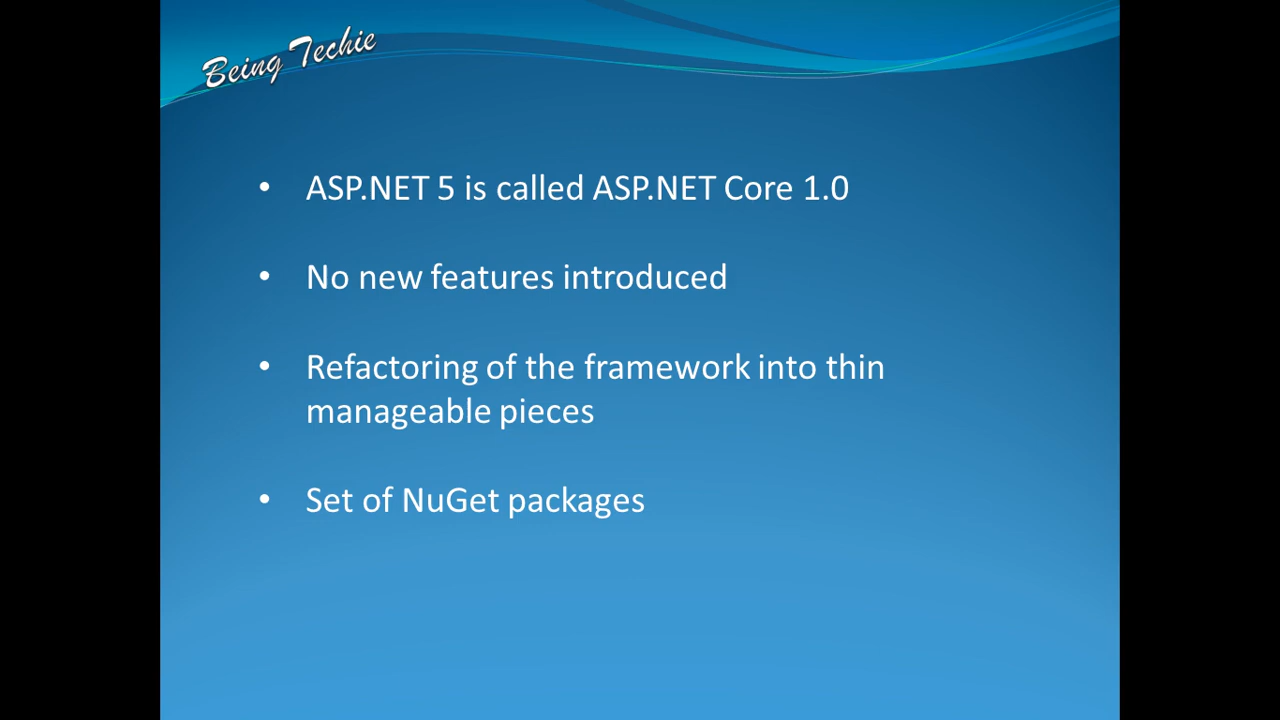 Being Techie
• ASP.NET 5 is called ASP.NET Core 1.0
• No new features introduced
• Refactoring of the framework into thin
manageable pieces
• Set of NuGet packages